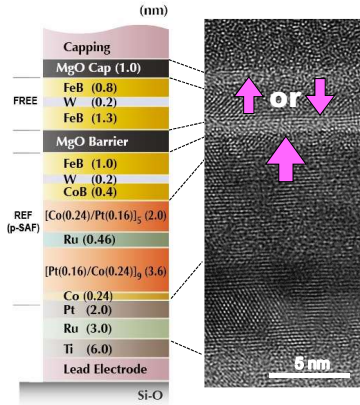 (nm)
Capping
MgO Cap (1.0)
FeB (0.8)
W (0.2)
FREE
FeB (1.3)
MgO Barrier
FeB (1.0)
W (0.2)
CoB (0.4)
REF
(p-SAF)
[Co(0.24)/Pt(0.16)]5 (2.0)
Ru (0.46)
[Pt(0.16)/Co(0.24)]9 (3.6)
Co (0.24)
Pt (2.0)
Ru (3.0)
Ti (6.0)
Lead Electrode
Si-O
or
5 nm